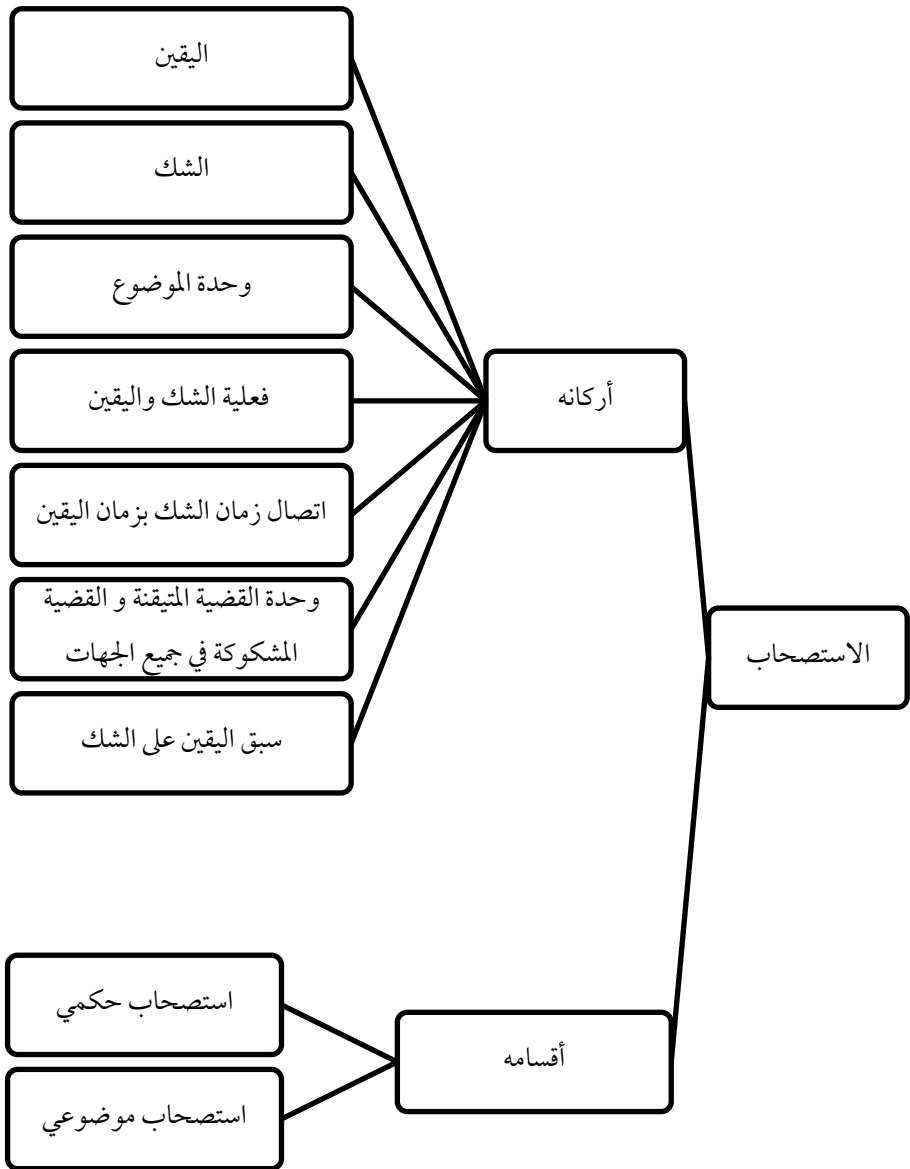 الاستصحاب
أركانه
اليقين
الشك
وحدة الموضوع
فعلية الشك واليقين
اتصال زمان الشك بزمان اليقين
وحدة القضية المتيقنة و القضية
المشكوكة في جميع الجهات
سبق اليقين على الشك
أقسامه
استصحاب حكمي
استصحاب موضوعي